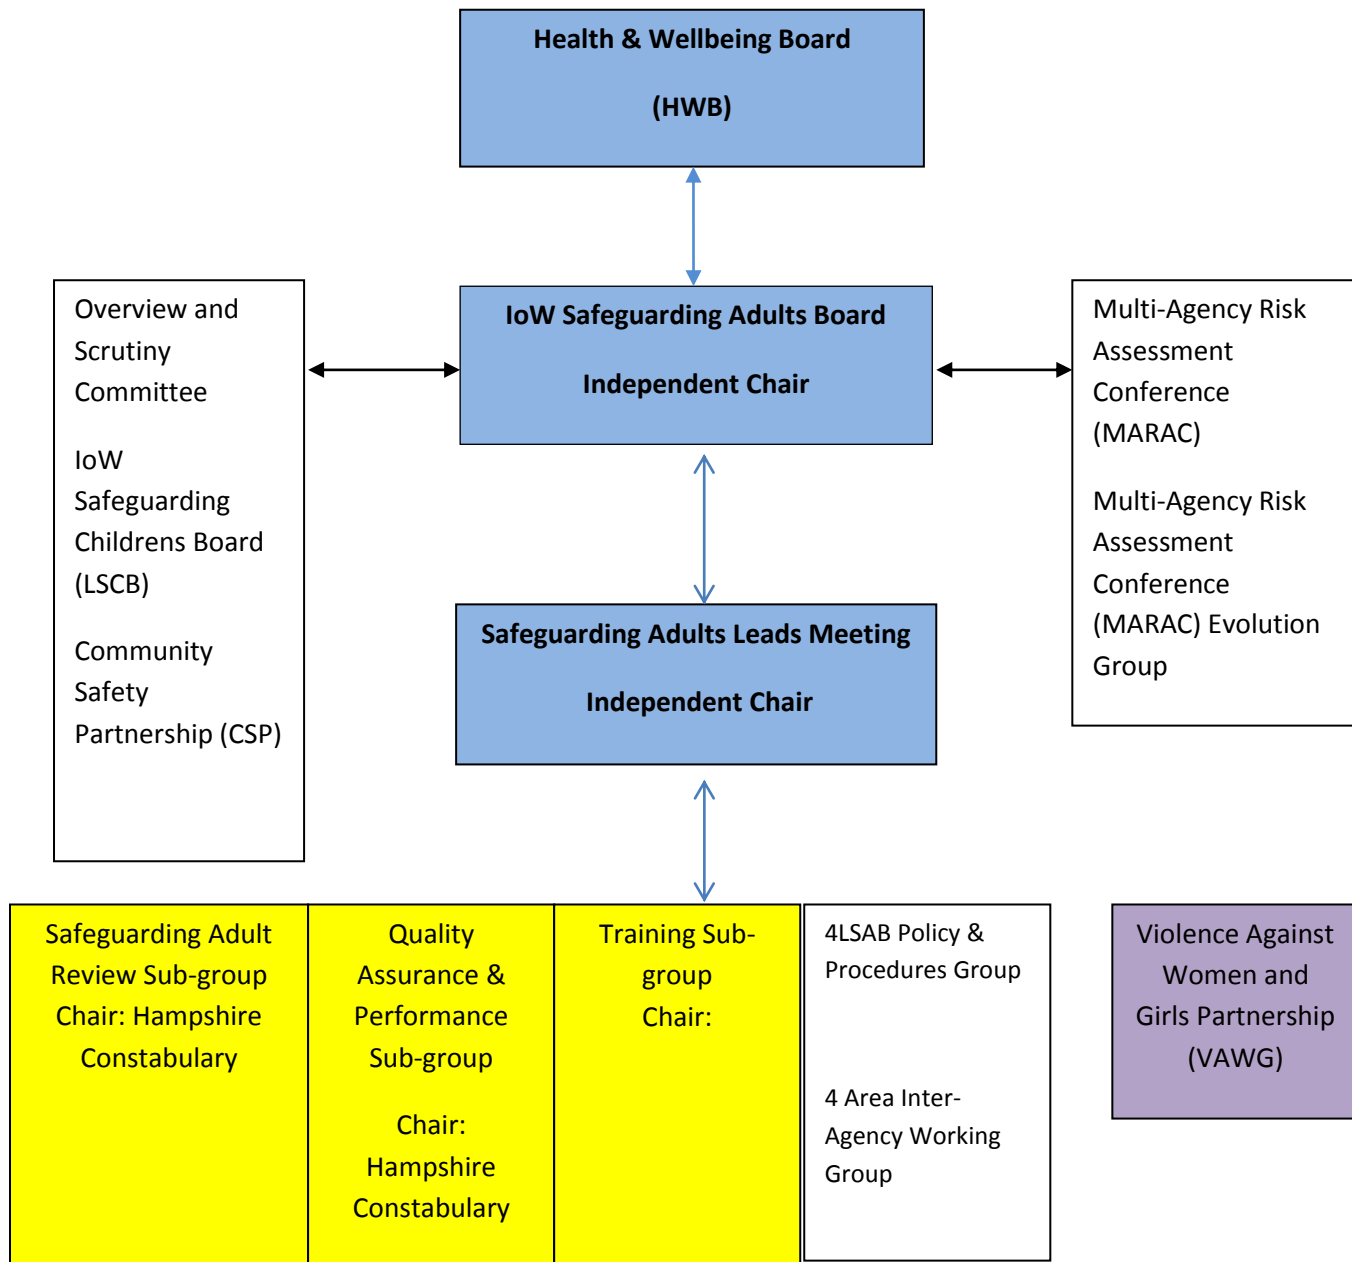 Health & Wellbeing Board
(HWB)
Overview and
Scrutiny
Committee
IoW
Safeguarding
Childrens Board
(LSCB)
Community
Safety
Partnership (CSP)
IoW Safeguarding Adults Board
Independent Chair
Multi-Agency Risk
Assessment
Conference
(MARAC)
Multi-Agency Risk
Assessment
Conference
(MARAC) Evolution
Group
Safeguarding Adults Leads Meeting
Independent Chair
Safeguarding Adult
Review Sub-group
Chair: Hampshire
Constabulary
Quality
Assurance &
Performance
Sub-group
Chair:
Hampshire
Constabulary
Training Sub-
group
Chair:
4LSAB Policy &
Procedures Group
4 Area Inter-
Agency Working
Group
Violence Against
Women and
Girls Partnership
(VAWG)